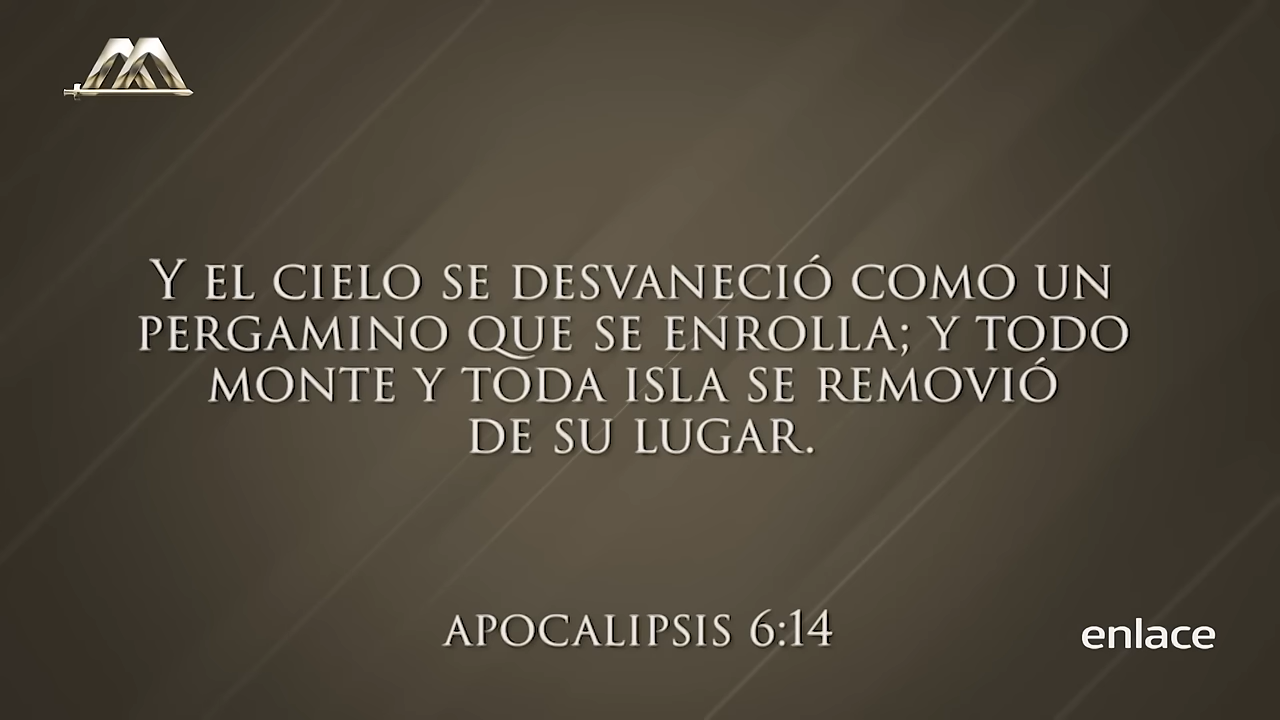 Y EL CIELO SE DESVANECIÓ COMO UN
PERGAMINO QUE SE ENROLLA; Y TODO
MONTE Y TODA ISLA SE REMOVIÓ
DE SU LUGAR.
APOCALIPSIS 6:14
enlace